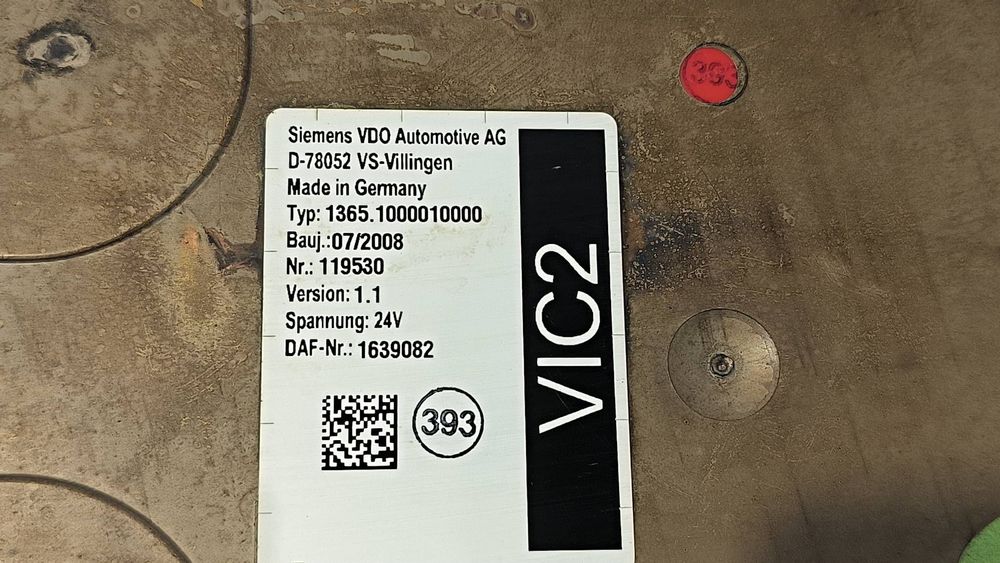 Siemens VDO Automotive AG
D-78052 VS-Villingen
Made in Germany
Typ: 1365.1000010000
Bauj.:07/2008
Nr.: 119530
Version: 1.1
Spannung: 24V
DAF-Nr.: 1639082
393
VIC2
393